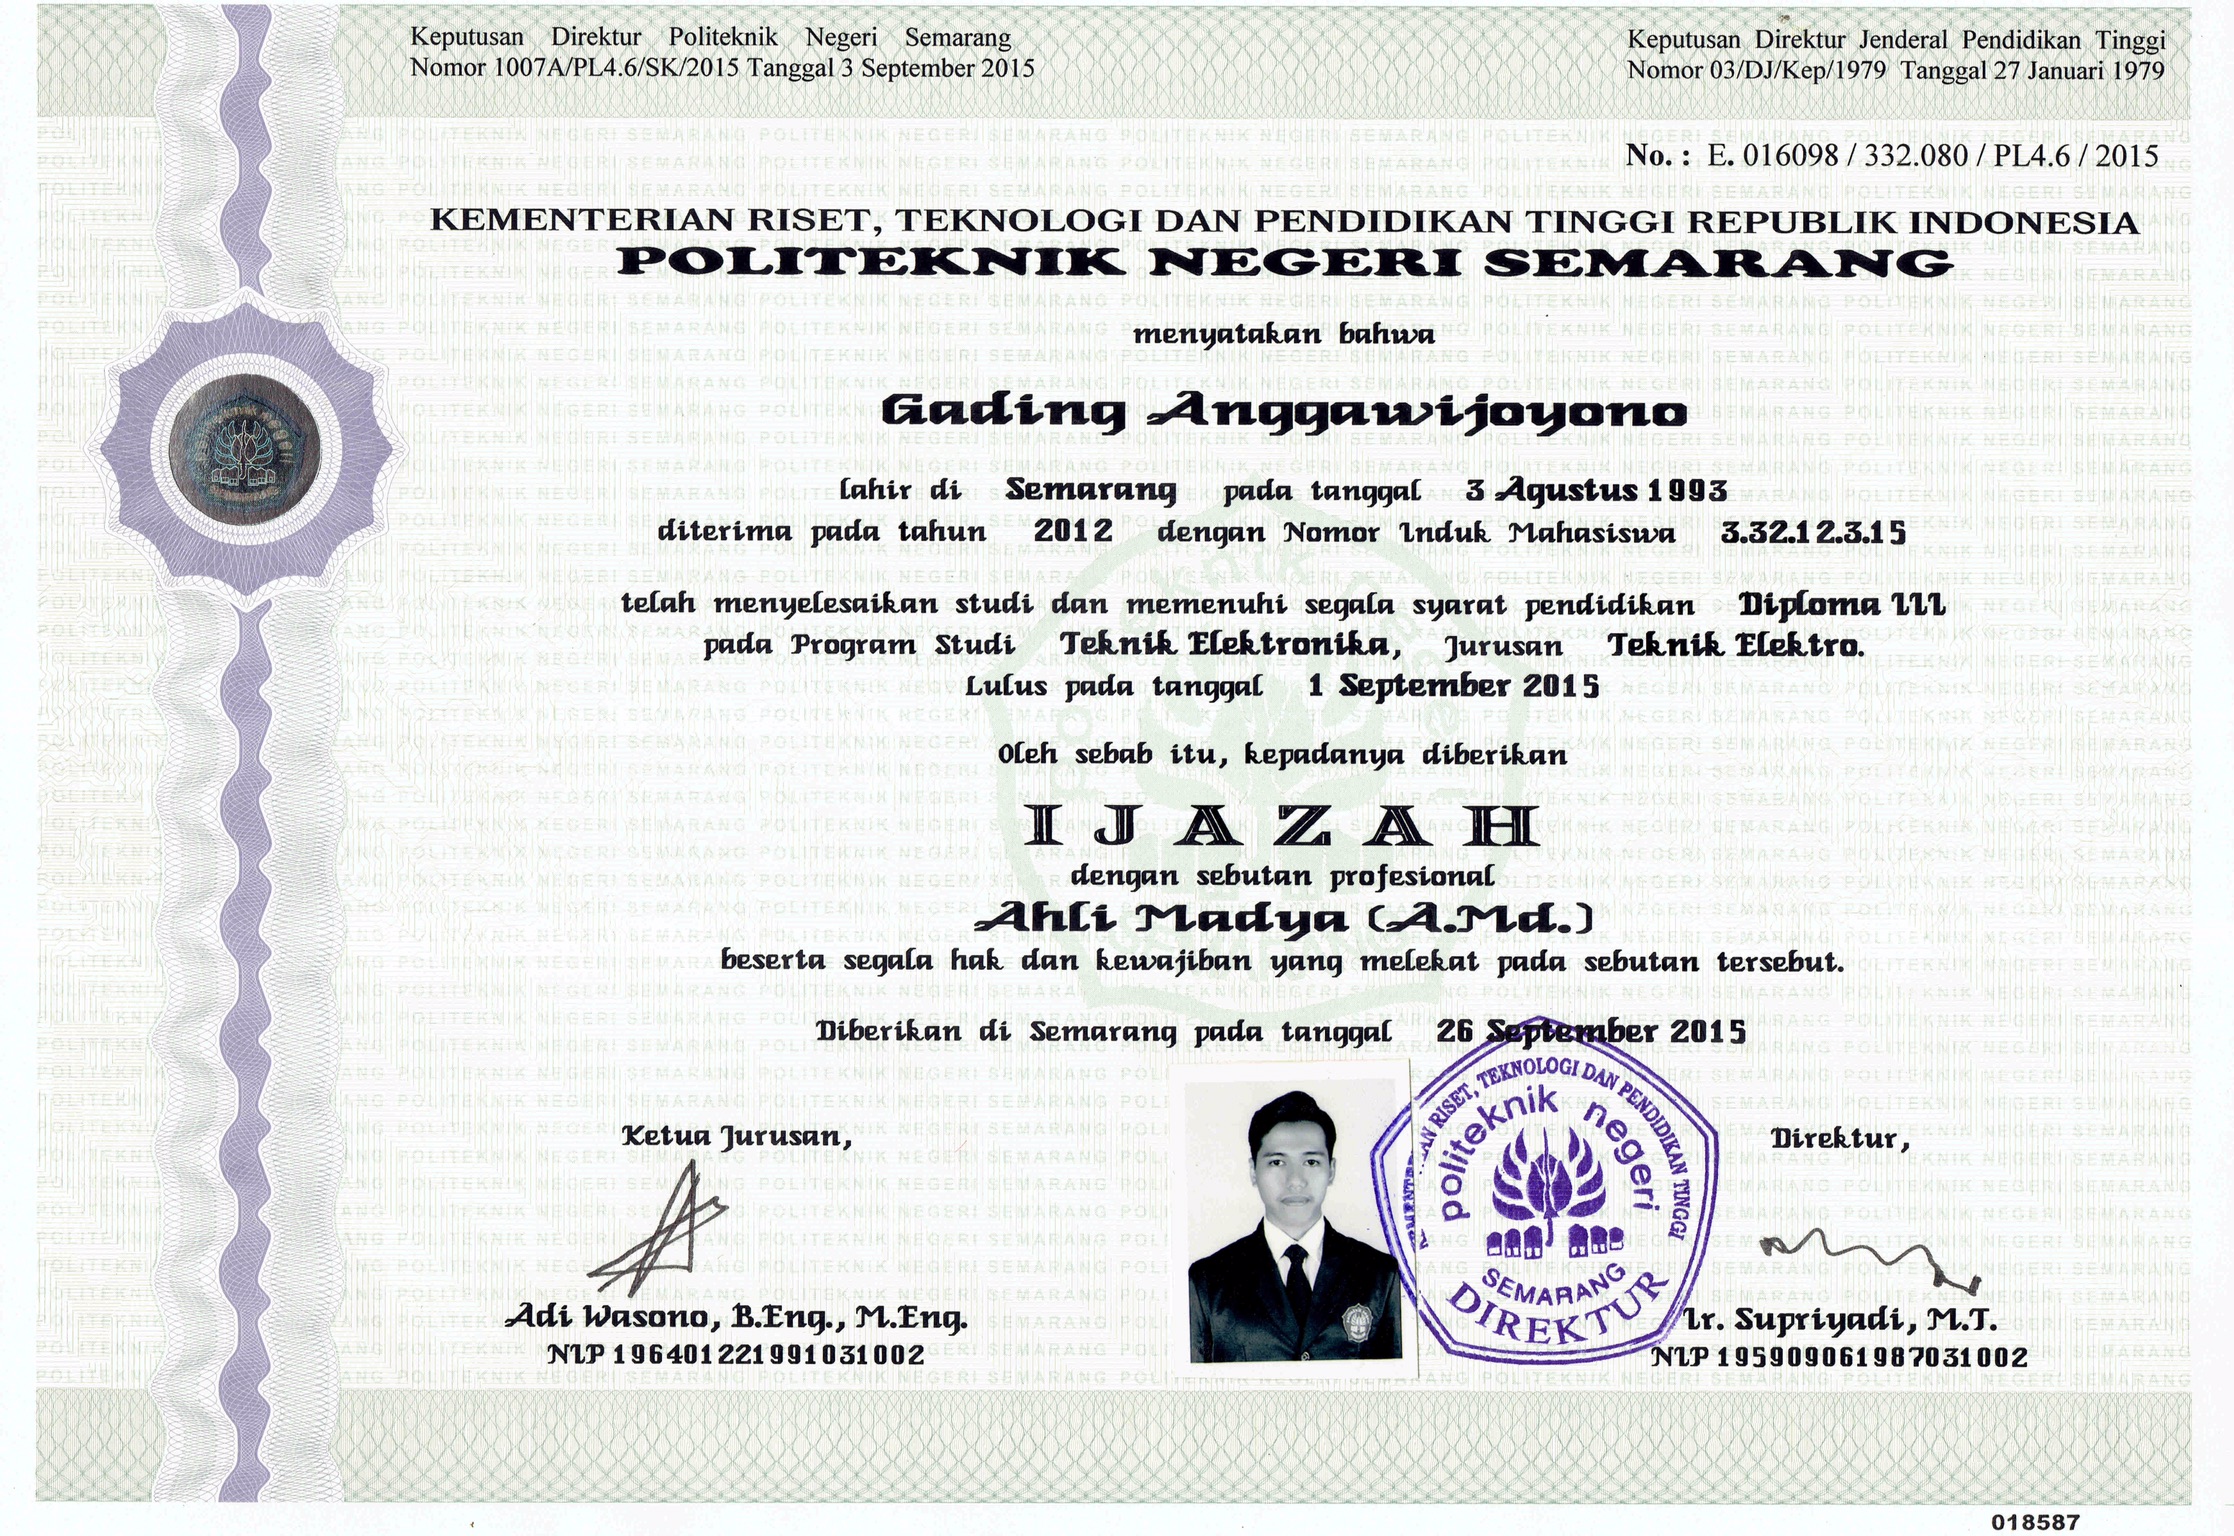 Keputusan Direktur Politeknik Negeri Semarang
Nomor 1007A/PL4.6/SK/2015 Tanggal 3 September 2015
Keputusan Direktur Jenderal Pendidikan Tinggi
Nomor 03/DJ/Kep/1979 Tanggal 27 Januari 1979
No. : E. 016098 / 332.080 / PL4.6 / 2015
KEMENTERIAN RISET, TEKNOLOGI DAN PENDIDIKAN TINGGI REPUBLIK INDONESIA
POLITEKNIK NEGERI SEMARANG
menyatakan bahwa
Gading Anggawijoyono
lahir di Semarang pada tanggal 3 Agustus 1993
diterima pada tahun 2012 dengan Nomor Induk Mahasiswa 3.32.12.3.15
telah menyelesaikan studi dan memenuhi segala syarat pendidikan Diploma III
pada Program Studi Teknik Elektronika, Jurusan Teknik Elektro.
Lulus pada tanggal 1 September 2015
Oleh sebab itu, kepadanya diberikan
IJAZAH
dengan sebutan profesional
Ahli Madya (A.Md.)
beserta segala hak dan kewajiban yang melekat pada sebutan tersebut.
Diberikan di Semarang pada tanggal 26 September 2015
Ketua Jurusan,
Direktur,
RISET, TEKNOLOGI DAN PENDIDIKAN TINGGI
politeknik negeri
SEMARANG
DIREKTUR
Adi Wasono, B.Eng., M.Eng.
NIP 196401221991031002
Ir. Supriyadi, M.T.
NIP 195909061987031002
018587